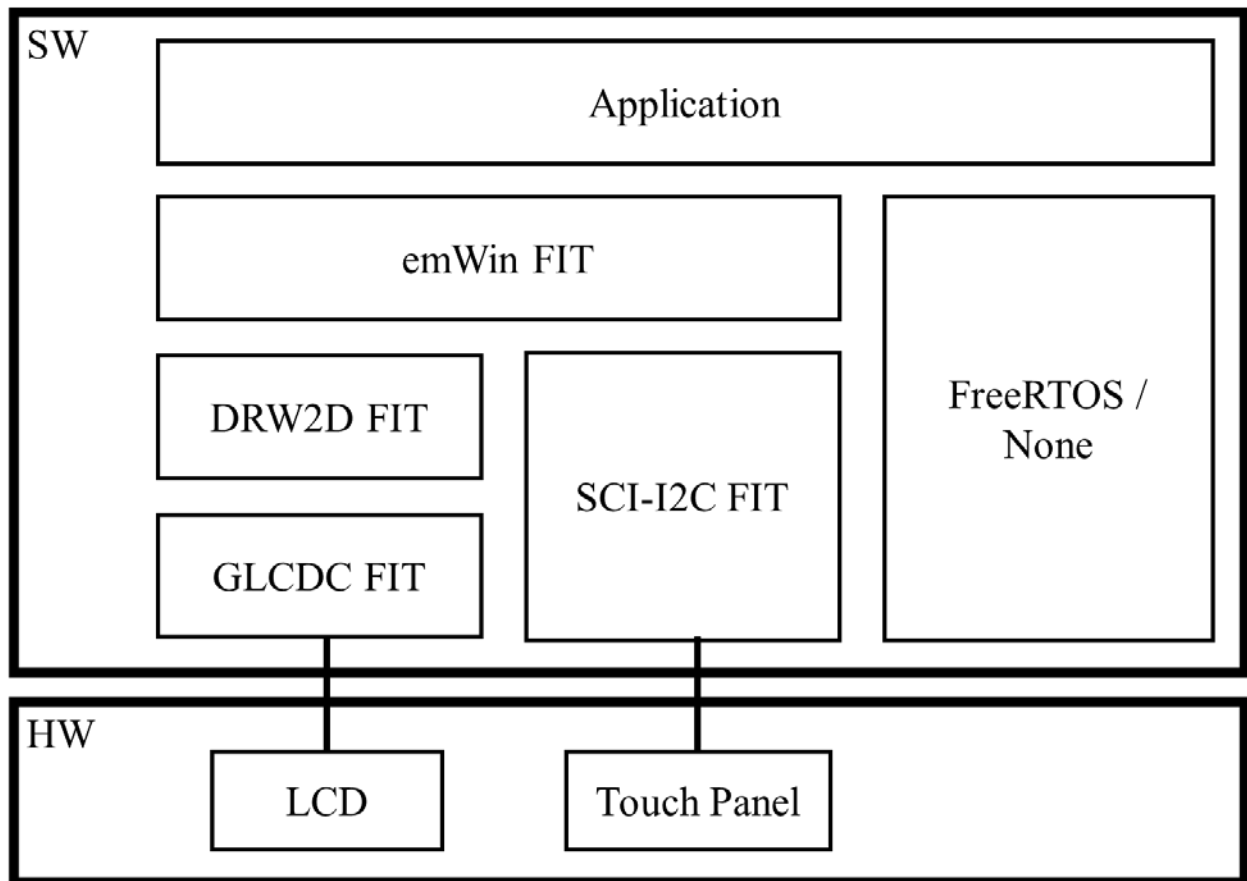 SW
Application
emWin FIT
DRW2D FIT
SCI-I2C FIT
FreeRTOS /
None
GLCDC FIT
HW
LCD
Touch Panel